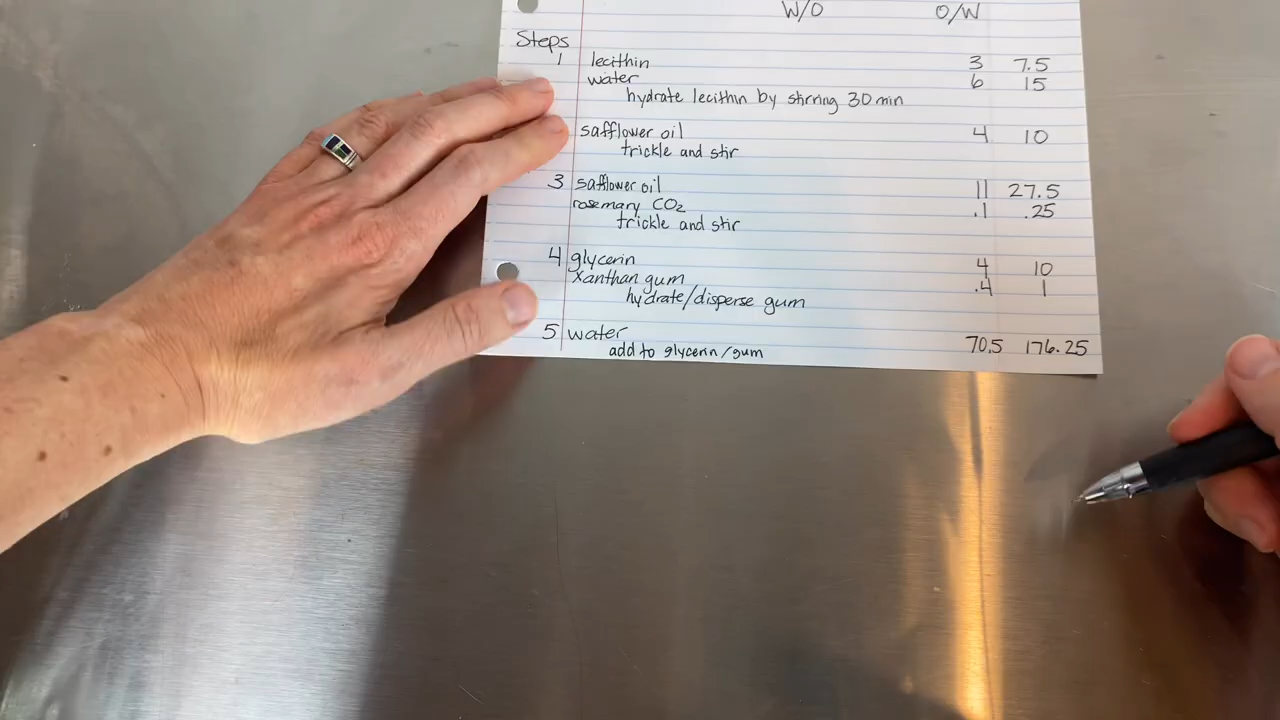 W/O O/W
Steps
1 lecithin 3 7.5
water 6 15
hydrate lecithin by stirring 30 min
safflower oil 4 10
trickle and stir
3 safflower oil 11 27.5
rosemary CO2 .1 .25
trickle and stir
4 glycerin 4 10
Xanthan gum .4 1
hydrate/disperse gum
5 water 70.5 176.25
add to glycerin/gum